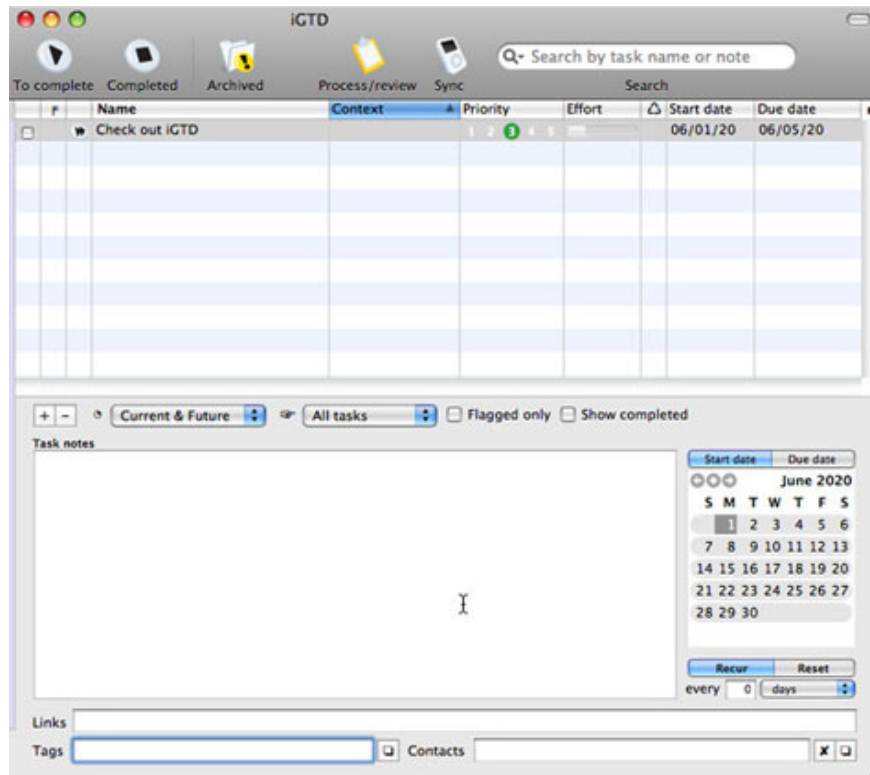 iGTD
Search by task name or note
To complete Completed Archived Process/review Sync Search
Name Context Priority Effort Start date Due date
Check out iGTD 1 2 3 4 5 06/01/20 06/05/20
+ - Current & Future All tasks Flagged only Show completed
Task notes
Start date Due date
June 2020
S M T W T F S
1 2 3 4 5 6
7 8 9 10 11 12 13
14 15 16 17 18 19 20
21 22 23 24 25 26 27
28 29 30
Recur Reset
every 0 days
Links
Tags Contacts